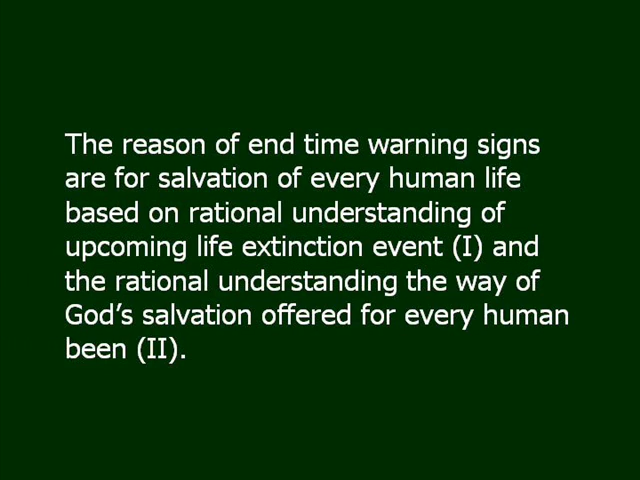 The reason of end time warning signs
are for salvation of every human life
based on rational understanding of
upcoming life extinction event (I) and
the rational understanding the way of
God’s salvation offered for every human
been (II).